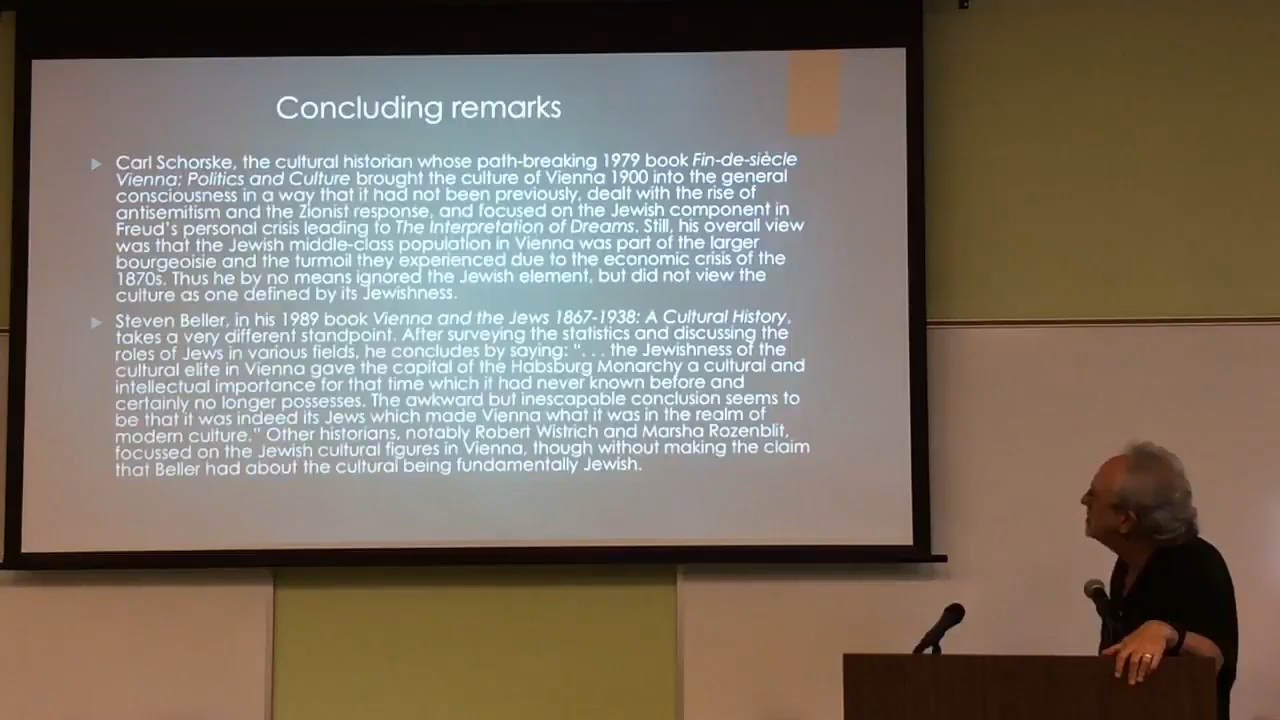 Concluding remarks
Carl Schorske, the cultural historian whose path-breaking 1979 book Fin-de-siècle
Vienna: Politics and Culture brought the culture of Vienna 1900 into the general
consciousness in a way that it had not been previously, dealt with the rise of
antisemitism and the Zionist response, and focused on the Jewish component in
Freud's personal crisis leading to The Interpretation of Dreams. Still, his overall view
was that the Jewish middle-class population in Vienna was part of the larger
bourgeoisie and the turmoil they experienced due to the economic crisis of the
1870s. Thus he by no means ignored the Jewish element, but did not view the
culture as one defined by its Jewishness.
Steven Beller, in his 1989 book Vienna and the Jews 1867-1938: A Cultural History,
takes a very different standpoint. After surveying the statistics and discussing the
roles of Jews in various fields, he concludes by saying: ". . . the Jewishness of the
cultural elite in Vienna gave the capital of the Habsburg Monarchy a cultural and
intellectual importance for that time which it had never known before and
certainly no longer possesses. The awkward but inescapable conclusion seems to
be that it was indeed its Jews which made Vienna what it was in the realm of
modern culture." Other historians, notably Robert Wistrich and Marsha Rozenblit,
focussed on the Jewish cultural figures in Vienna, though without making the claim
that Beller had about the cultural being fundamentally Jewish.